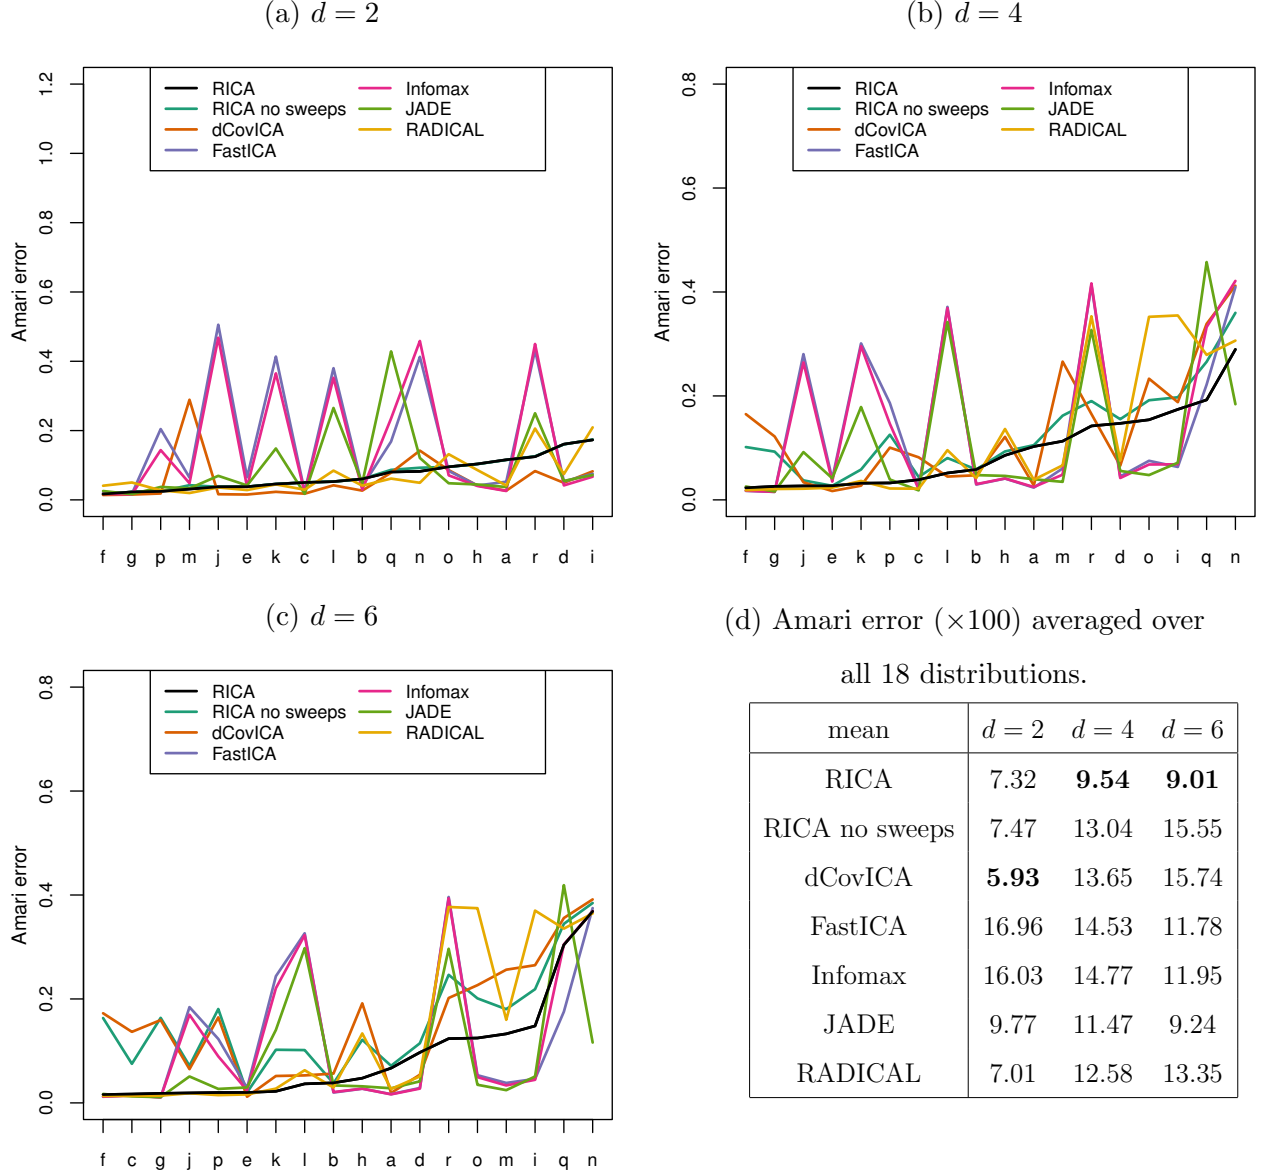 (a) d = 2
1.2
1.0
0.8
0.6
0.4
0.2
0.0
Amari error
RICA
RICA no sweeps
dCovICA
FastICA
Infomax
JADE
RADICAL
f g p m j e k c l b q n o h a r d i
(b) d = 4
0.8
0.6
0.4
0.2
0.0
Amari error
RICA
RICA no sweeps
dCovICA
FastICA
Infomax
JADE
RADICAL
f g j e k p c l b h a m r d o i q n
(c) d = 6
0.8
0.6
0.4
0.2
0.0
Amari error
RICA
RICA no sweeps
dCovICA
FastICA
Infomax
JADE
RADICAL
f c g j p e k l b h a d r o m i q n
(d) Amari error (×100) averaged over
all 18 distributions.
mean d = 2 d = 4 d = 6
RICA 7.32 9.54 9.01
RICA no sweeps 7.47 13.04 15.55
dCovICA 5.93 13.65 15.74
FastICA 16.96 14.53 11.78
Infomax 16.03 14.77 11.95
JADE 9.77 11.47 9.24
RADICAL 7.01 12.58 13.35